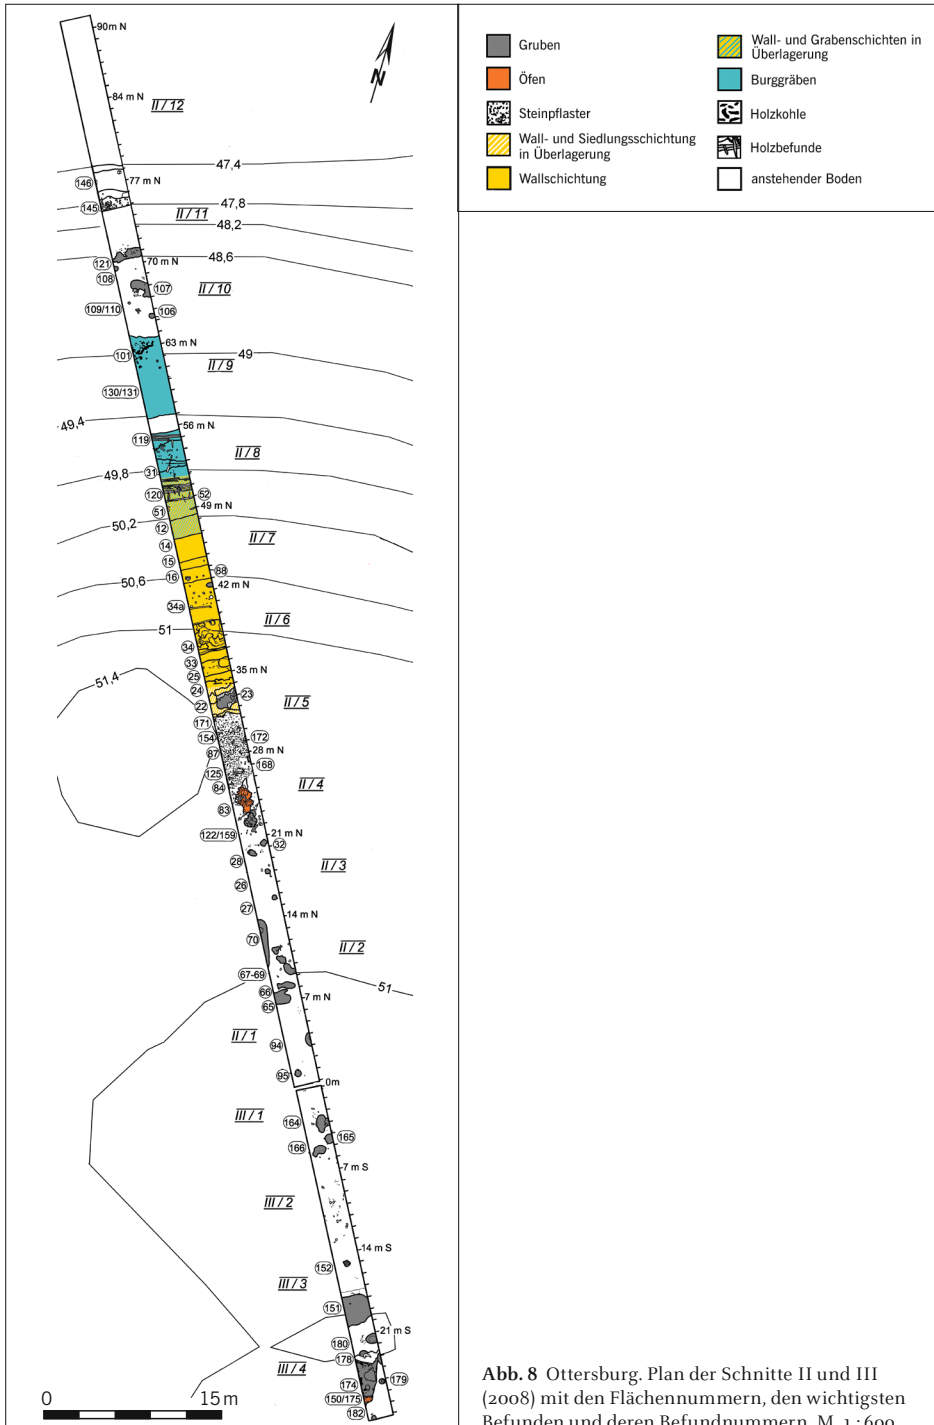 90m N
84 m N
II / 12
47,4
146
77 m N
145
47,8
II / 11
48,2
48,6
121
70 m N
108
107
II / 10
109/110
106
63 m N
101
49
II / 9
130/131
49,4
56 m N
119
II / 8
49,8
31
120
52
51
49 m N
50,2
12
II / 7
14
15
88
16
50,6
42 m N
34a
II / 6
51
34
33
35 m N
25
51,4
24
23
22
II / 5
171
154
172
87
28 m N
168
125
84
II / 4
83
122/159
21 m N
32
28
II / 3
26
27
14 m N
70
II / 2
67-69
66
51
7 m N
65
II / 1
94
95
0m
III / 1
164
165
166
7 m S
III / 2
14 m S
152
III / 3
151
21 m S
180
178
III / 4
179
174
150/175
182
0
15 m
N
Gruben
Öfen
Steinpflaster
Wall- und Siedlungsschichtung
in Überlagerung
Wallschichtung
Wall- und Grabenschichten in
Überlagerung
Burggräben
Holzkohle
Holzbefunde
anstehender Boden
Abb. 8 Ottersburg. Plan der Schnitte II und III
(2008) mit den Flächennummern, den wichtigsten
Befunden und deren Befundnummern. M. 1 : 600.